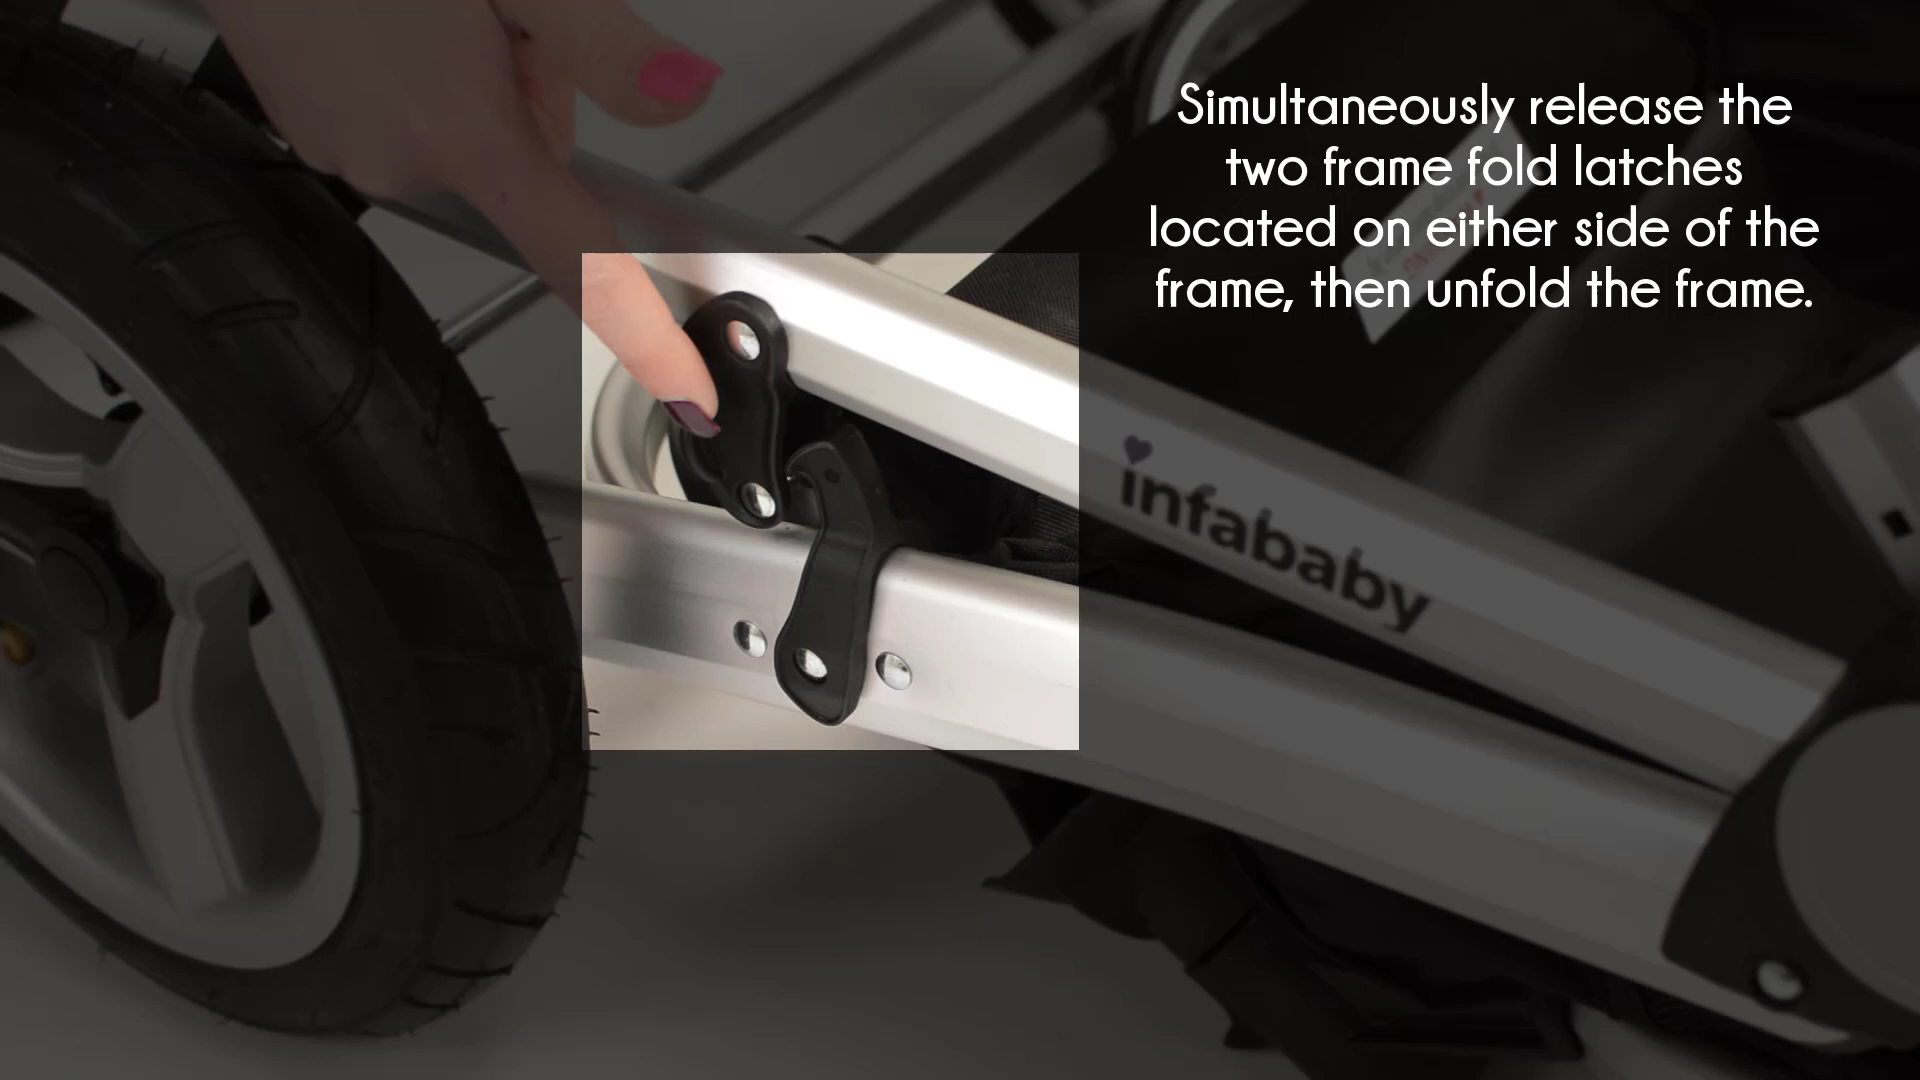 Simultaneously release the
two frame fold latches
located on either side of the
frame, then unfold the frame.
infababy